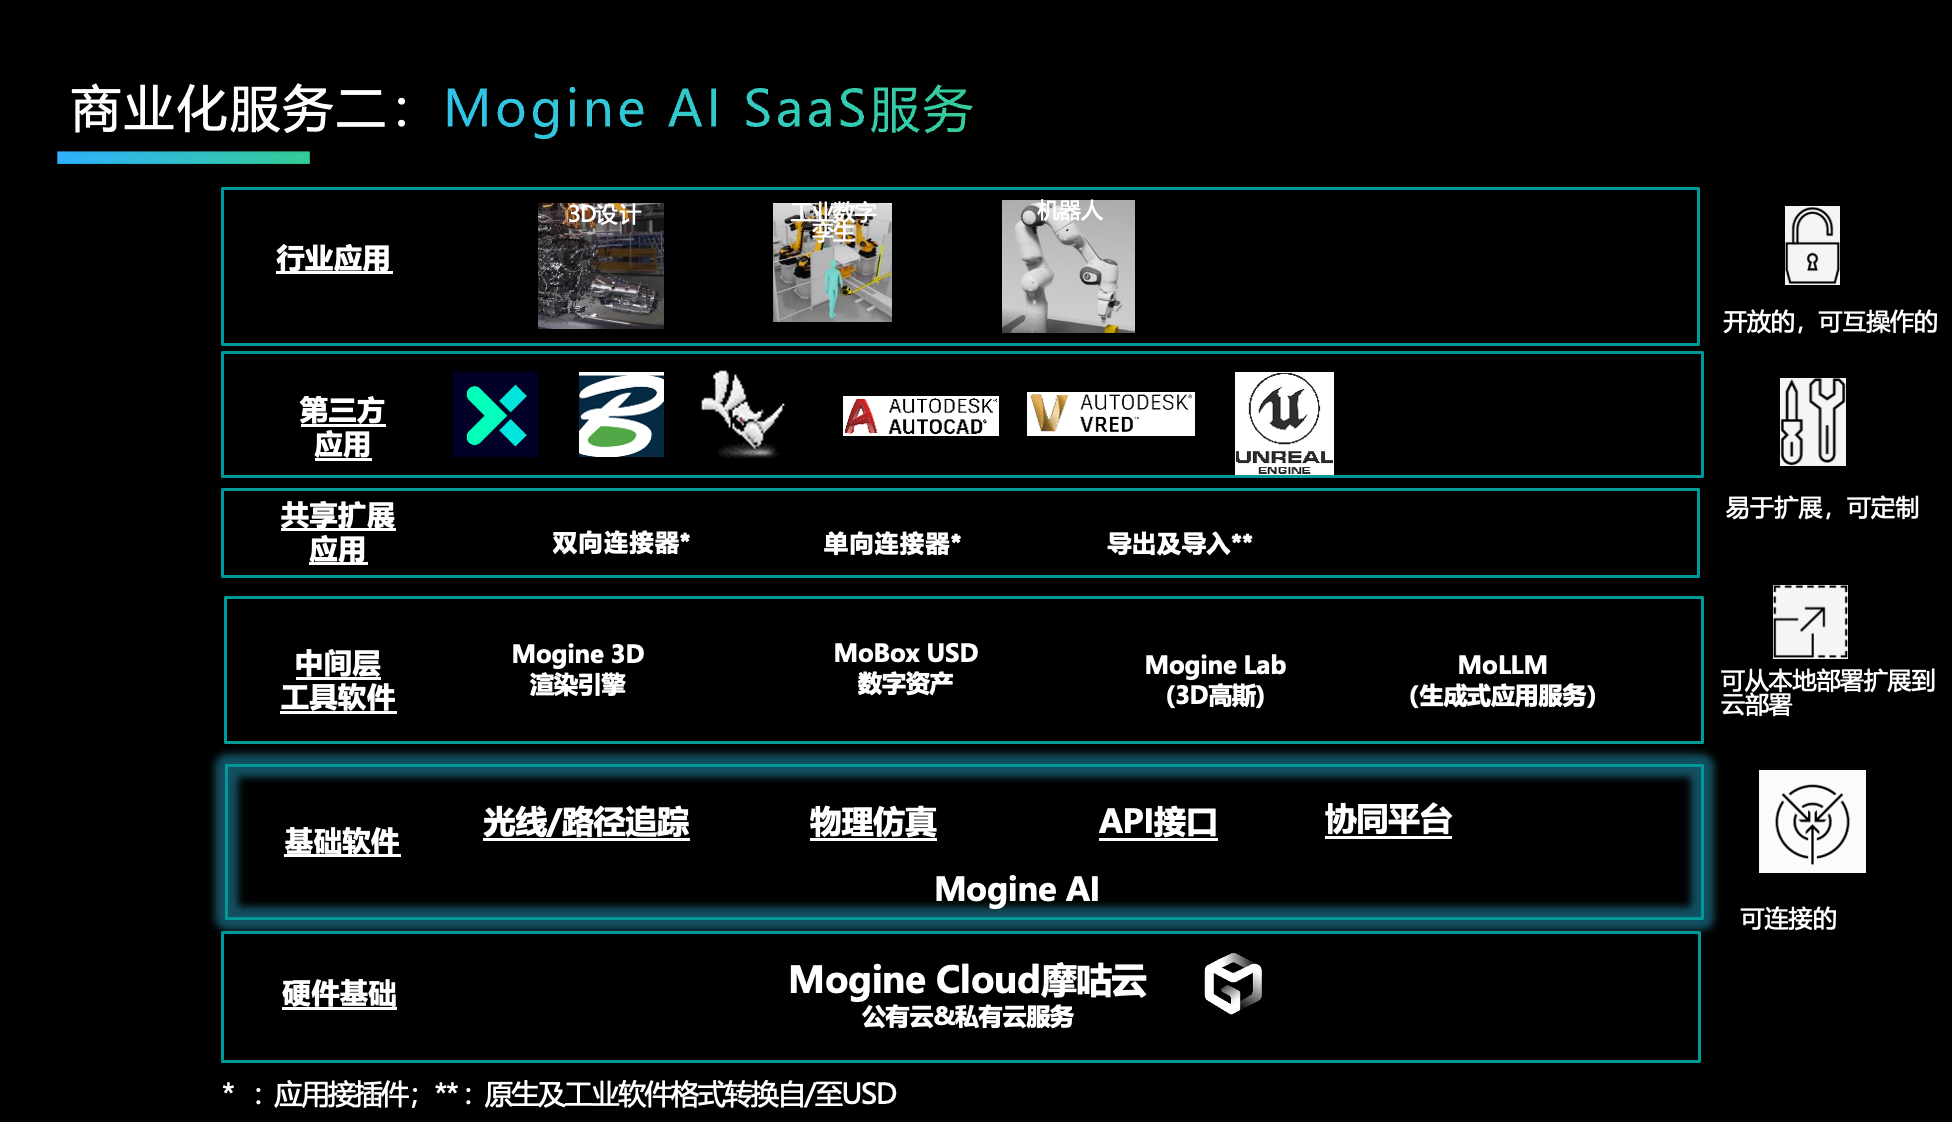 商业化服务二：Mogine AI SaaS服务
行业应用
3D设计
工业数字
孪生
机器人
开放的，可互操作的
第三方
应用
AUTODESK
AUTOCAD
AUTODESK
VRED
UNREAL
ENGINE
易于扩展，可定制
共享扩展
应用
双向连接器*
单向连接器*
导出及导入**
中间层
工具软件
Mogine 3D
渲染引擎
MoBox USD
数字资产
Mogine Lab
(3D高斯)
MoLLM
(生成式应用服务)
可从本地部署扩展到
云部署
基础软件
光线/路径追踪
物理仿真
API接口
协同平台
Mogine AI
可连接的
硬件基础
Mogine Cloud摩咕云
公有云&私有云服务
* ：应用接插件；**：原生及工业软件格式转换自/至USD